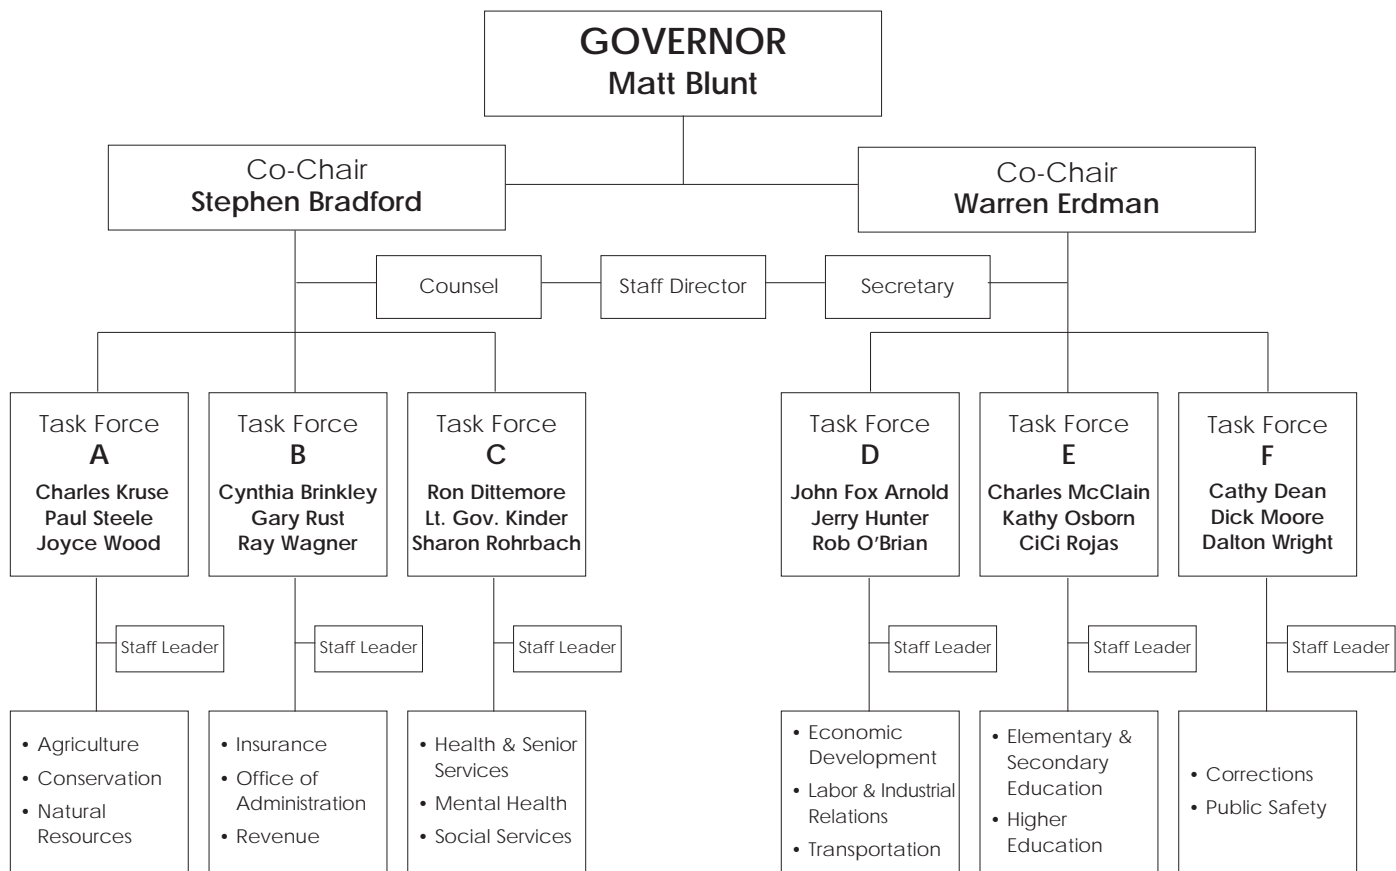 GOVERNOR
Matt Blunt
Co-Chair
Stephen Bradford
Co-Chair
Warren Erdman
Counsel
Staff Director
Secretary
Task Force
A
Charles Kruse
Paul Steele
Joyce Wood
Task Force
B
Cynthia Brinkley
Gary Rust
Ray Wagner
Task Force
C
Ron Dittemore
Lt. Gov. Kinder
Sharon Rohrbach
Task Force
D
John Fox Arnold
Jerry Hunter
Rob O'Brian
Task Force
E
Charles McClain
Kathy Osborn
CiCi Rojas
Task Force
F
Cathy Dean
Dick Moore
Dalton Wright
Staff Leader
Staff Leader
Staff Leader
Staff Leader
Staff Leader
Staff Leader
• Agriculture
• Conservation
• Natural
Resources
• Insurance
• Office of
Administration
• Revenue
• Health & Senior
Services
• Mental Health
• Social Services
• Economic
Development
• Labor & Industrial
Relations
• Transportation
• Elementary &
Secondary
Education
• Higher
Education
• Corrections
• Public Safety